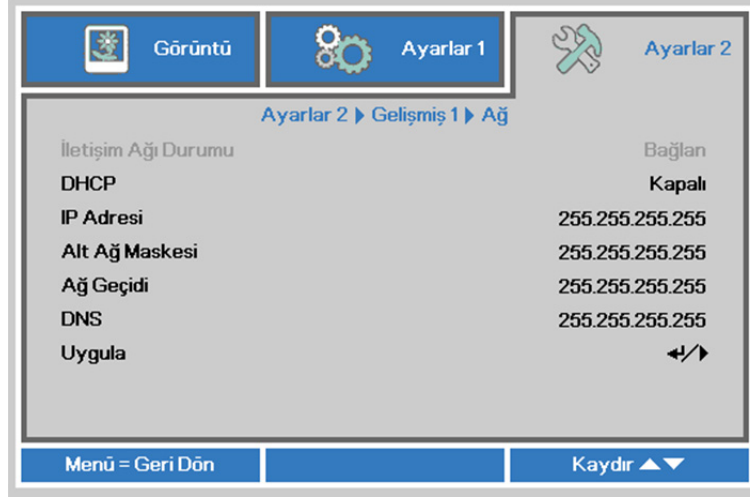 Görüntü Ayarlar 1 Ayarlar 2
Ayarlar 2 Gelişmiş 1 Ağ
İletişim Ağı Durumu Bağlan
DHCP Kapalı
IP Adresi 255.255.255.255
Alt Ağ Maskesi 255.255.255.255
Ağ Geçidi 255.255.255.255
DNS 255.255.255.255
Uygula
Menü = Geri Dön Kaydır